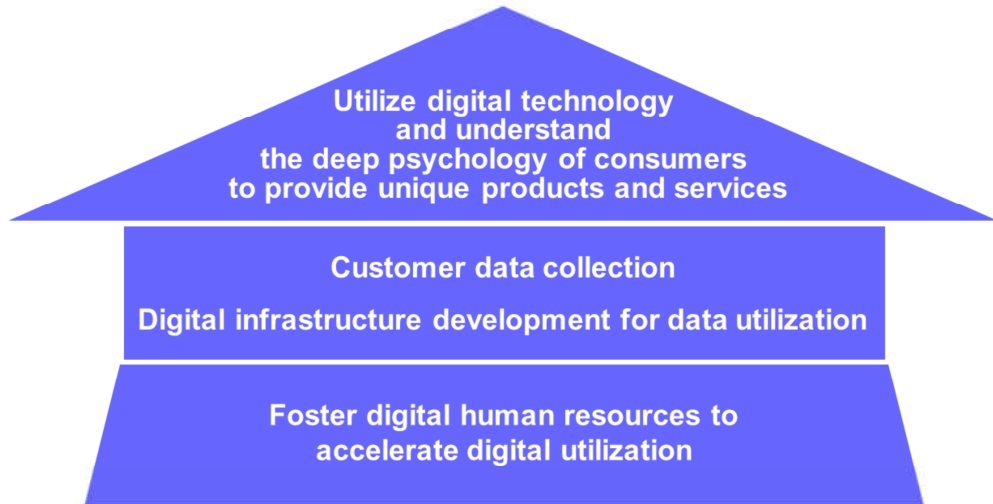 Utilize digital technology
and understand
the deep psychology of consumers
to provide unique products and services
Customer data collection
Digital infrastructure development for data utilization
Foster digital human resources to
accelerate digital utilization